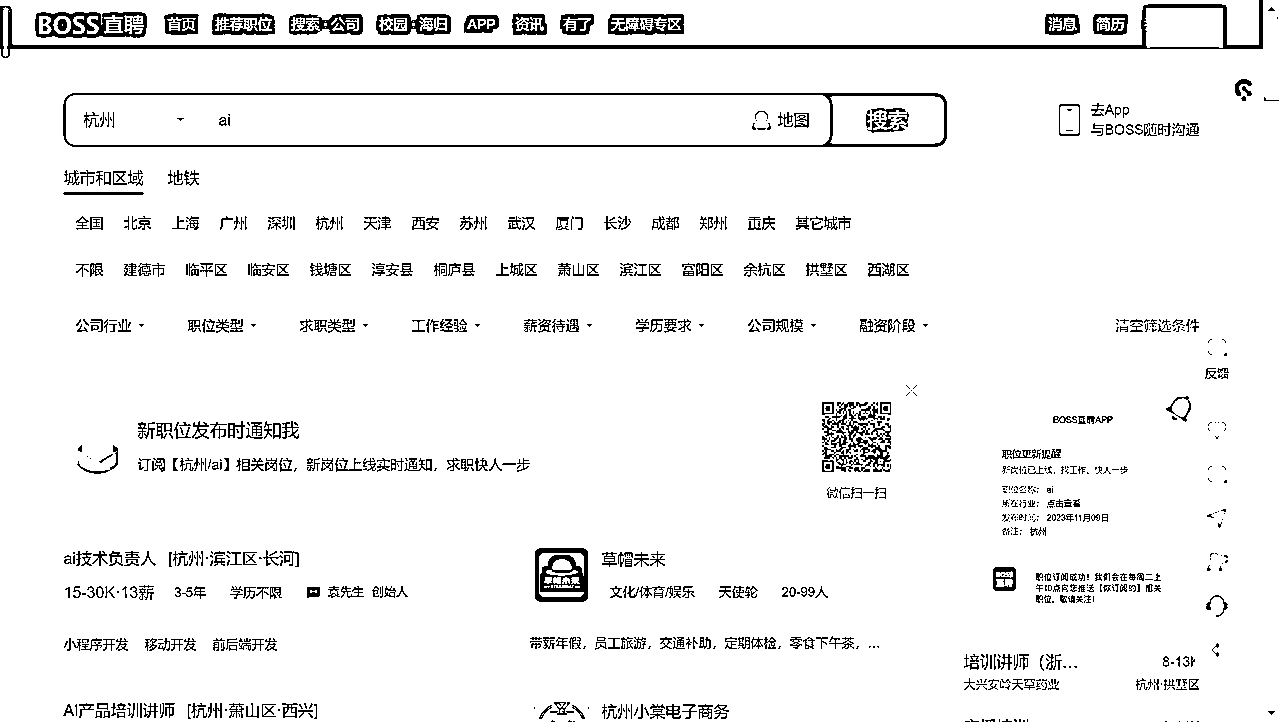 BOSS直聘 首页 推荐职位 搜索·公司 校园·海归 APP 资讯 有了 无障碍专区 消息 简历
杭州 ai 地图 搜索
去App
与BOSS随时沟通
城市和区域 地铁
全国 北京 上海 广州 深圳 杭州 天津 西安 苏州 武汉 厦门 长沙 成都 郑州 重庆 其它城市
不限 建德市 临平区 临安区 钱塘区 淳安县 桐庐县 上城区 萧山区 滨江区 富阳区 余杭区 拱墅区 西湖区
公司行业 职位类型 求职类型 工作经验 薪资待遇 学历要求 公司规模 融资阶段 清空筛选条件
反馈
新职位发布时通知我
订阅【杭州/ai】相关岗位，新岗位上线实时通知，求职快人一步
微信扫一扫
BOSS直聘APP
职位更新提醒
新岗位已上线，找工作，快人一步
职位名称： ai
所在行业： 点击查看
发布时间： 2023年11月09日
备注： 杭州
BOSS
直聘
职位订阅成功！我们会在每周二上
午10点向您推送【你订阅的】相关
职位，敬请关注！
ai技术负责人 [杭州·滨江区·长河]
15-30K·13薪 3-5年 学历不限 袁先生 创始人
小程序开发 移动开发 前后端开发
草帽未来
草帽未来
文化/体育/娱乐 天使轮 20-99人
带薪年假，员工旅游，交通补助，定期体检，零食下午茶，...
培训讲师（浙... 8-13K
大兴安岭天草药业 杭州·拱墅区
AI产品培训讲师 [杭州·萧山区·西兴]
杭州小棠电子商务